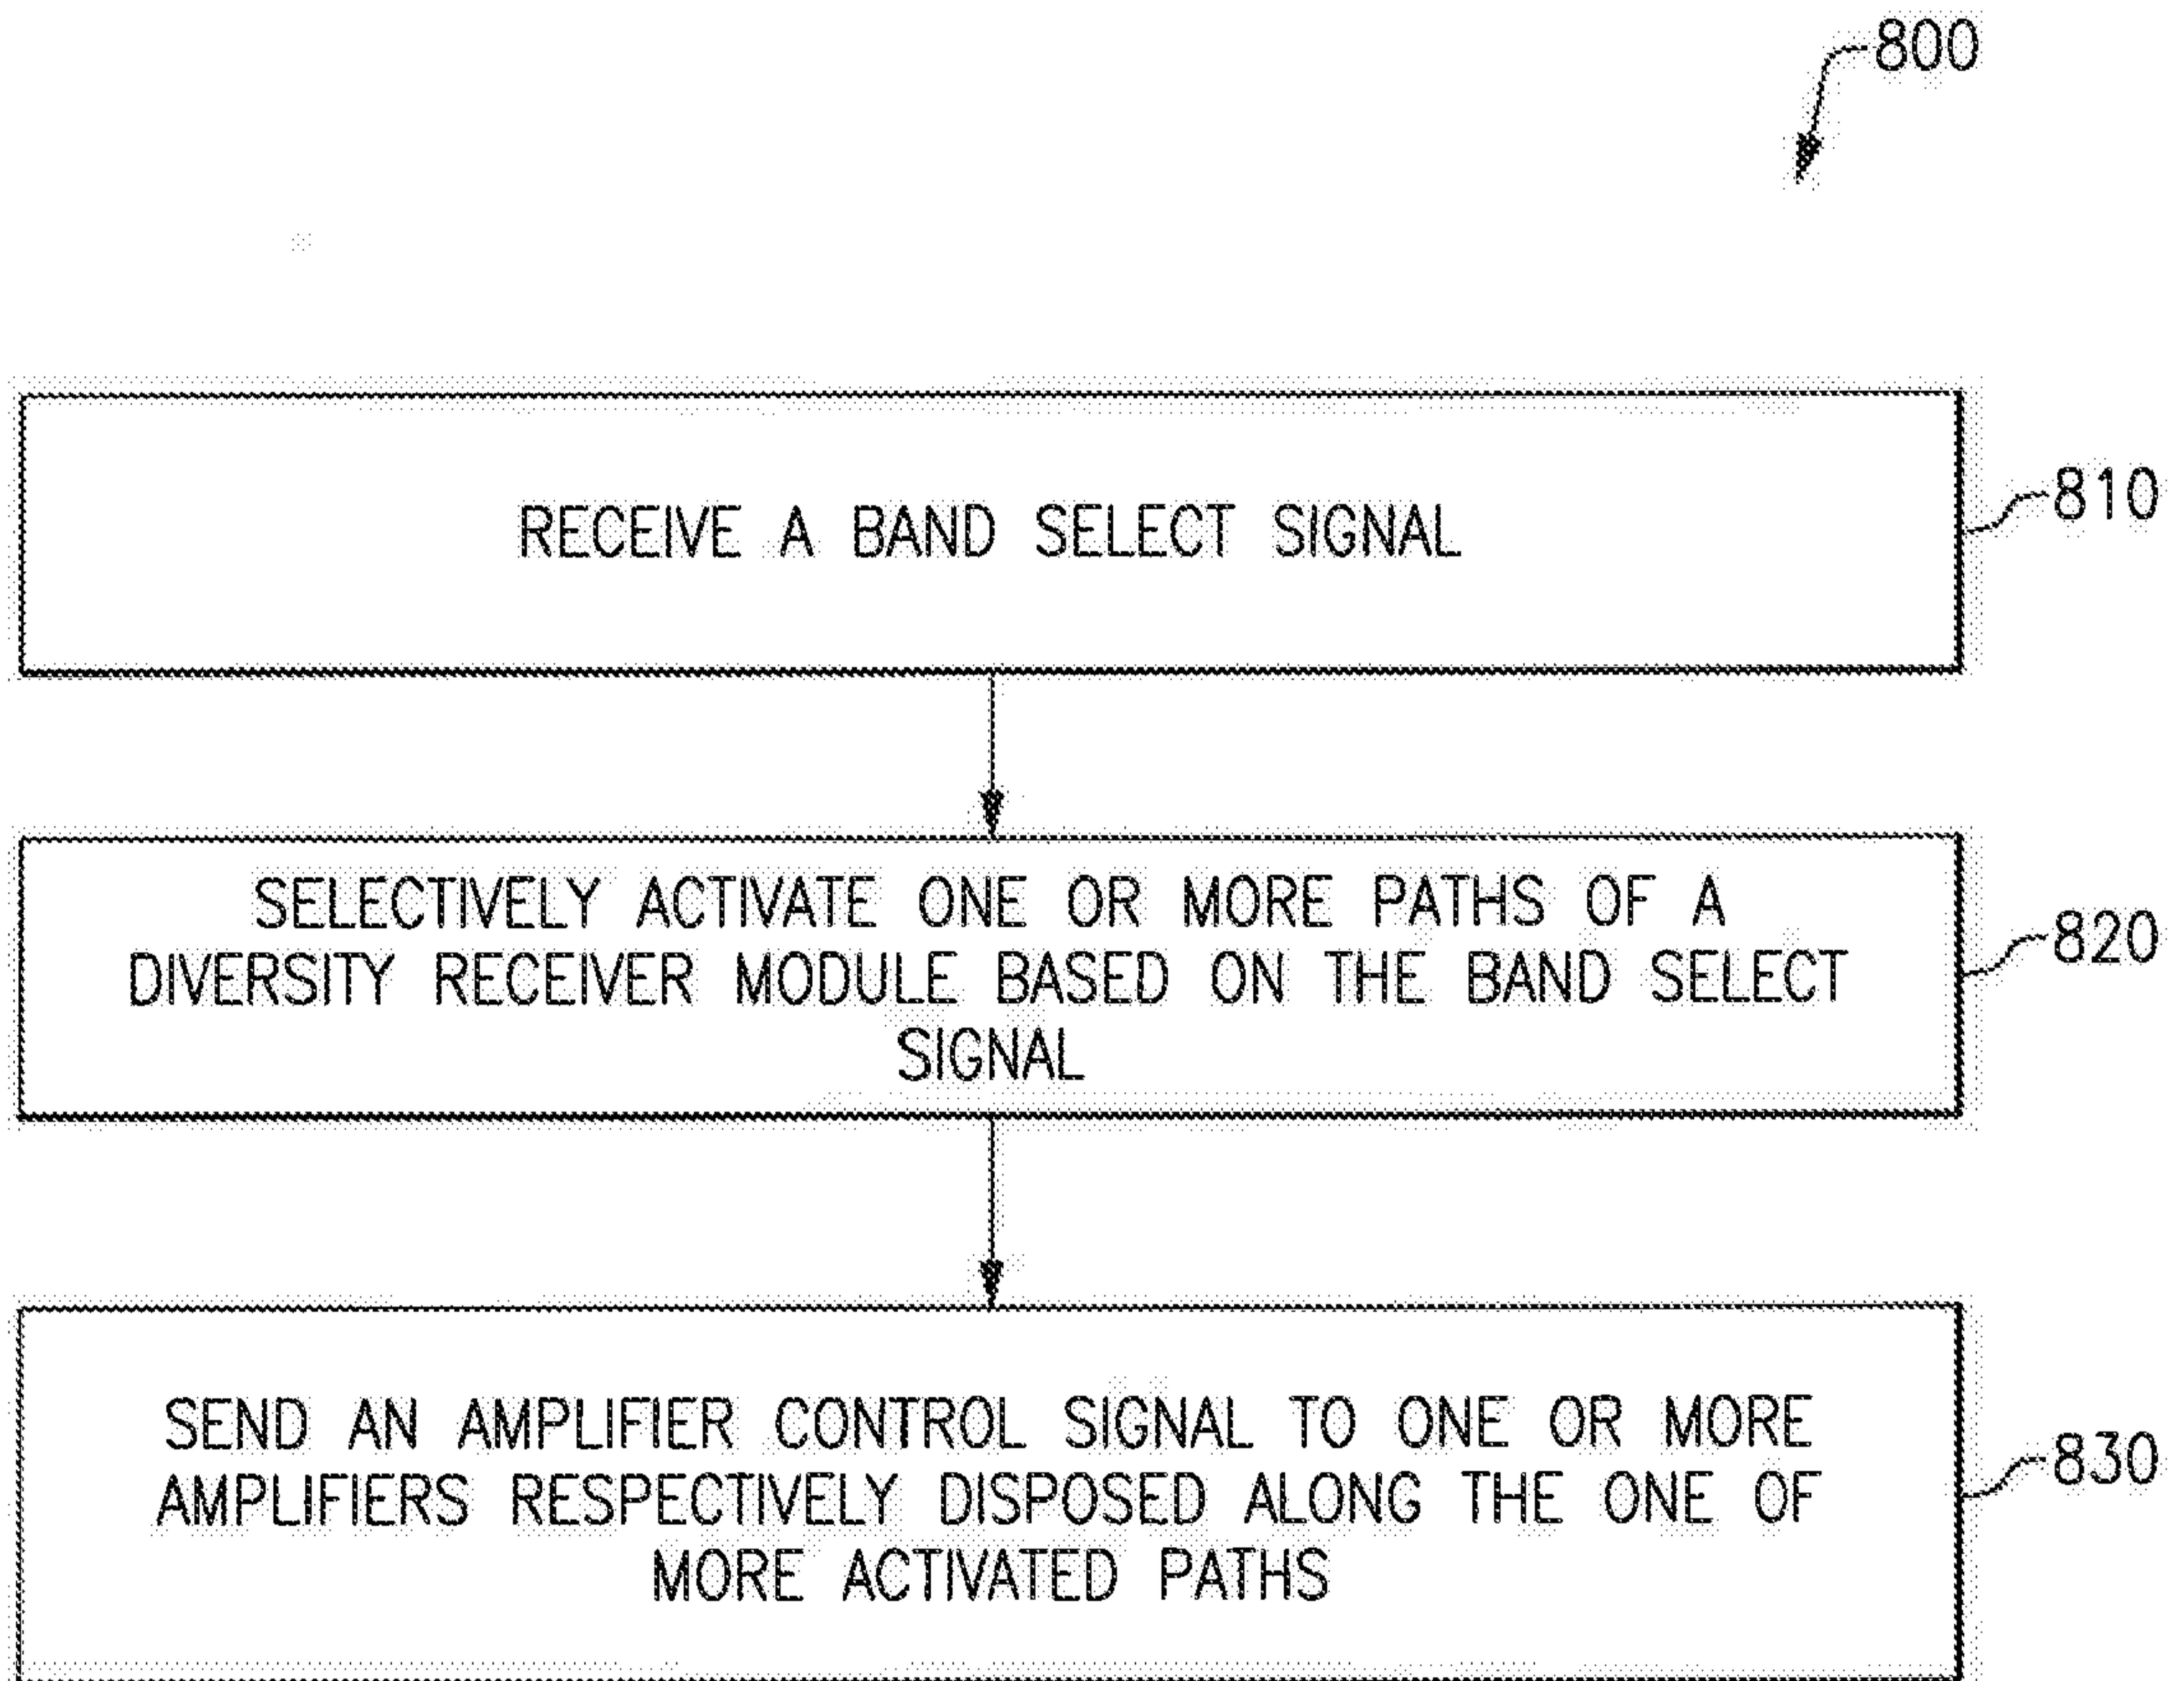 800
RECEIVE A BAND SELECT SIGNAL
810
SELECTIVELY ACTIVATE ONE OR MORE PATHS OF A
DIVERSITY RECEIVER MODULE BASED ON THE BAND SELECT
SIGNAL
820
SEND AN AMPLIFIER CONTROL SIGNAL TO ONE OR MORE
AMPLIFIERS RESPECTIVELY DISPOSED ALONG THE ONE OF
MORE ACTIVATED PATHS
830